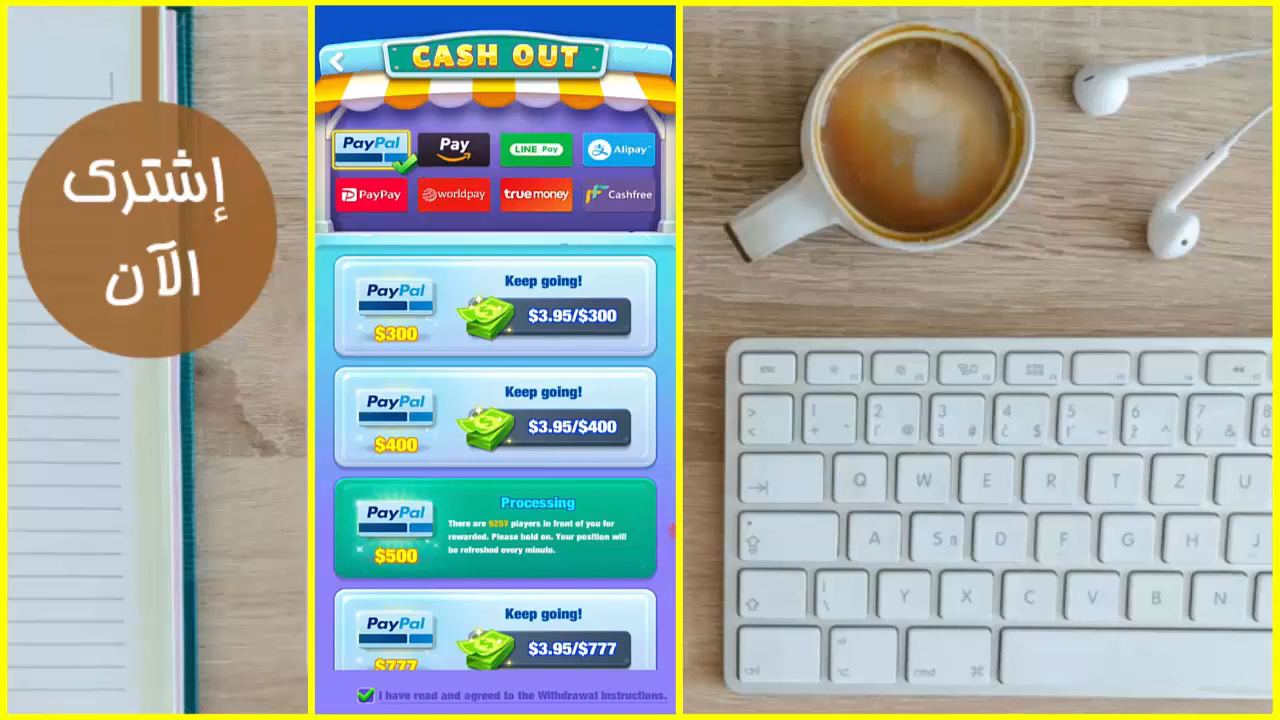 إشترك
الآن
CASH OUT
PayPal
Pay
LINE Pay
Alipay
PayPay
worldpay
truemoney
Cashfree
PayPal
$300
Keep going!
$3.95/$300
PayPal
$400
Keep going!
$3.95/$400
PayPal
$500
Processing
There are 9257 players in front of you for
rewarded. Please hold on. Your position will
be refreshed every minute.
PayPal
$777
Keep going!
$3.95/$777
I have read and agreed to the Withdrawal Instructions.
esc
Q W E R T Z U
A S D F G H J
Y X C V B N
cmd